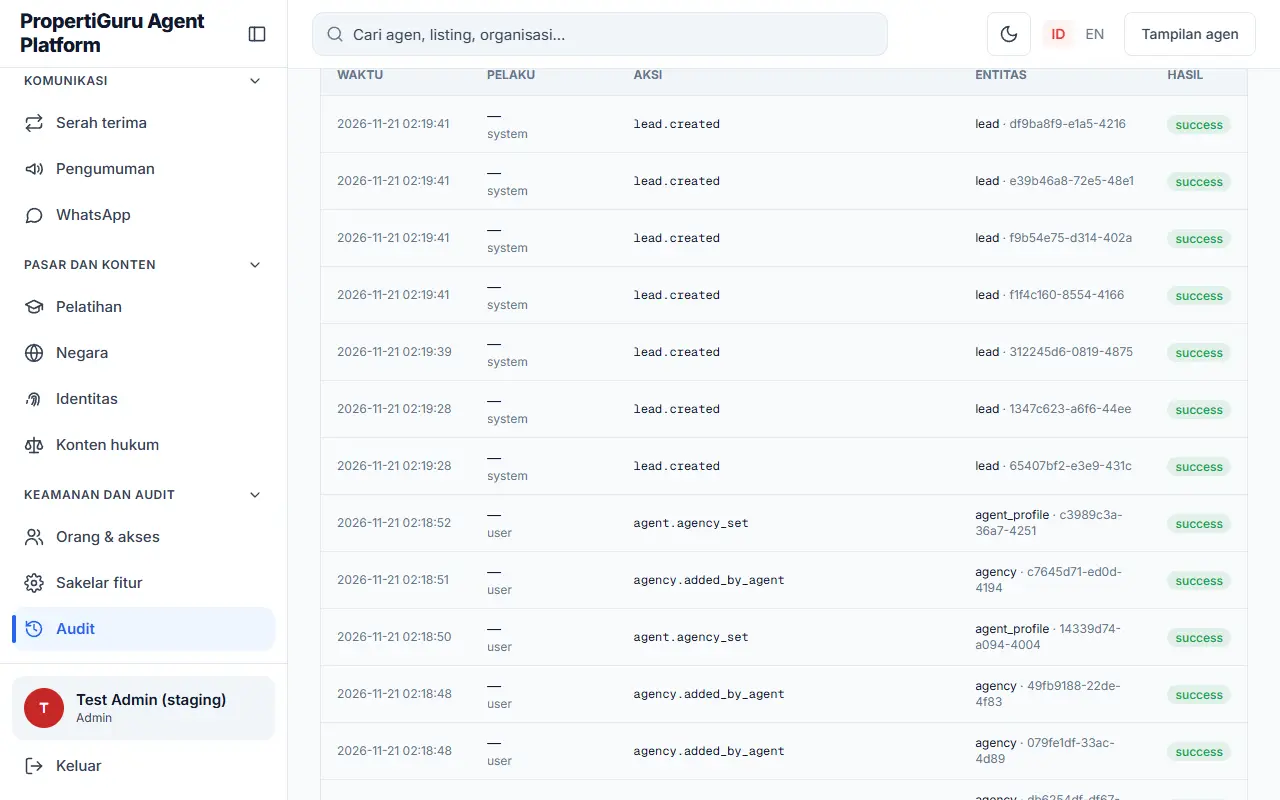 PropertiGuru Agent
Platform
Cari agen, listing, organisasi...
ID
EN
Tampilan agen
KOMUNIKASI
Serah terima
Pengumuman
WhatsApp
PASAR DAN KONTEN
Pelatihan
Negara
Identitas
Konten hukum
KEAMANAN DAN AUDIT
Orang & akses
Sakelar fitur
Audit
T
Test Admin (staging)
Admin
Keluar
WAKTU PELAKU AKSI ENTITAS HASIL
2026-11-21 02:19:41 — lead.created lead · df9ba8f9-e1a5-4216 success
system
2026-11-21 02:19:41 — lead.created lead · e39b46a8-72e5-48e1 success
system
2026-11-21 02:19:41 — lead.created lead · f9b54e75-d314-402a success
system
2026-11-21 02:19:41 — lead.created lead · f1f4c160-8554-4166 success
system
2026-11-21 02:19:39 — lead.created lead · 312245d6-0819-4875 success
system
2026-11-21 02:19:28 — lead.created lead · 1347c623-a6f6-44ee success
system
2026-11-21 02:19:28 — lead.created lead · 65407bf2-e3e9-431c success
system
2026-11-21 02:18:52 — agent.agency_set agent_profile · c3989c3a- success
user 36a7-4251
2026-11-21 02:18:51 — agency.added_by_agent agency · c7645d71-ed0d- success
user 4194
2026-11-21 02:18:50 — agent.agency_set agent_profile · 14339d74- success
user a094-4004
2026-11-21 02:18:48 — agency.added_by_agent agency · 49fb9188-22de- success
user 4f83
2026-11-21 02:18:48 — agency.added_by_agent agency · 079fe1df-33ac- success
user 4d89
agency · db6254df-df67-